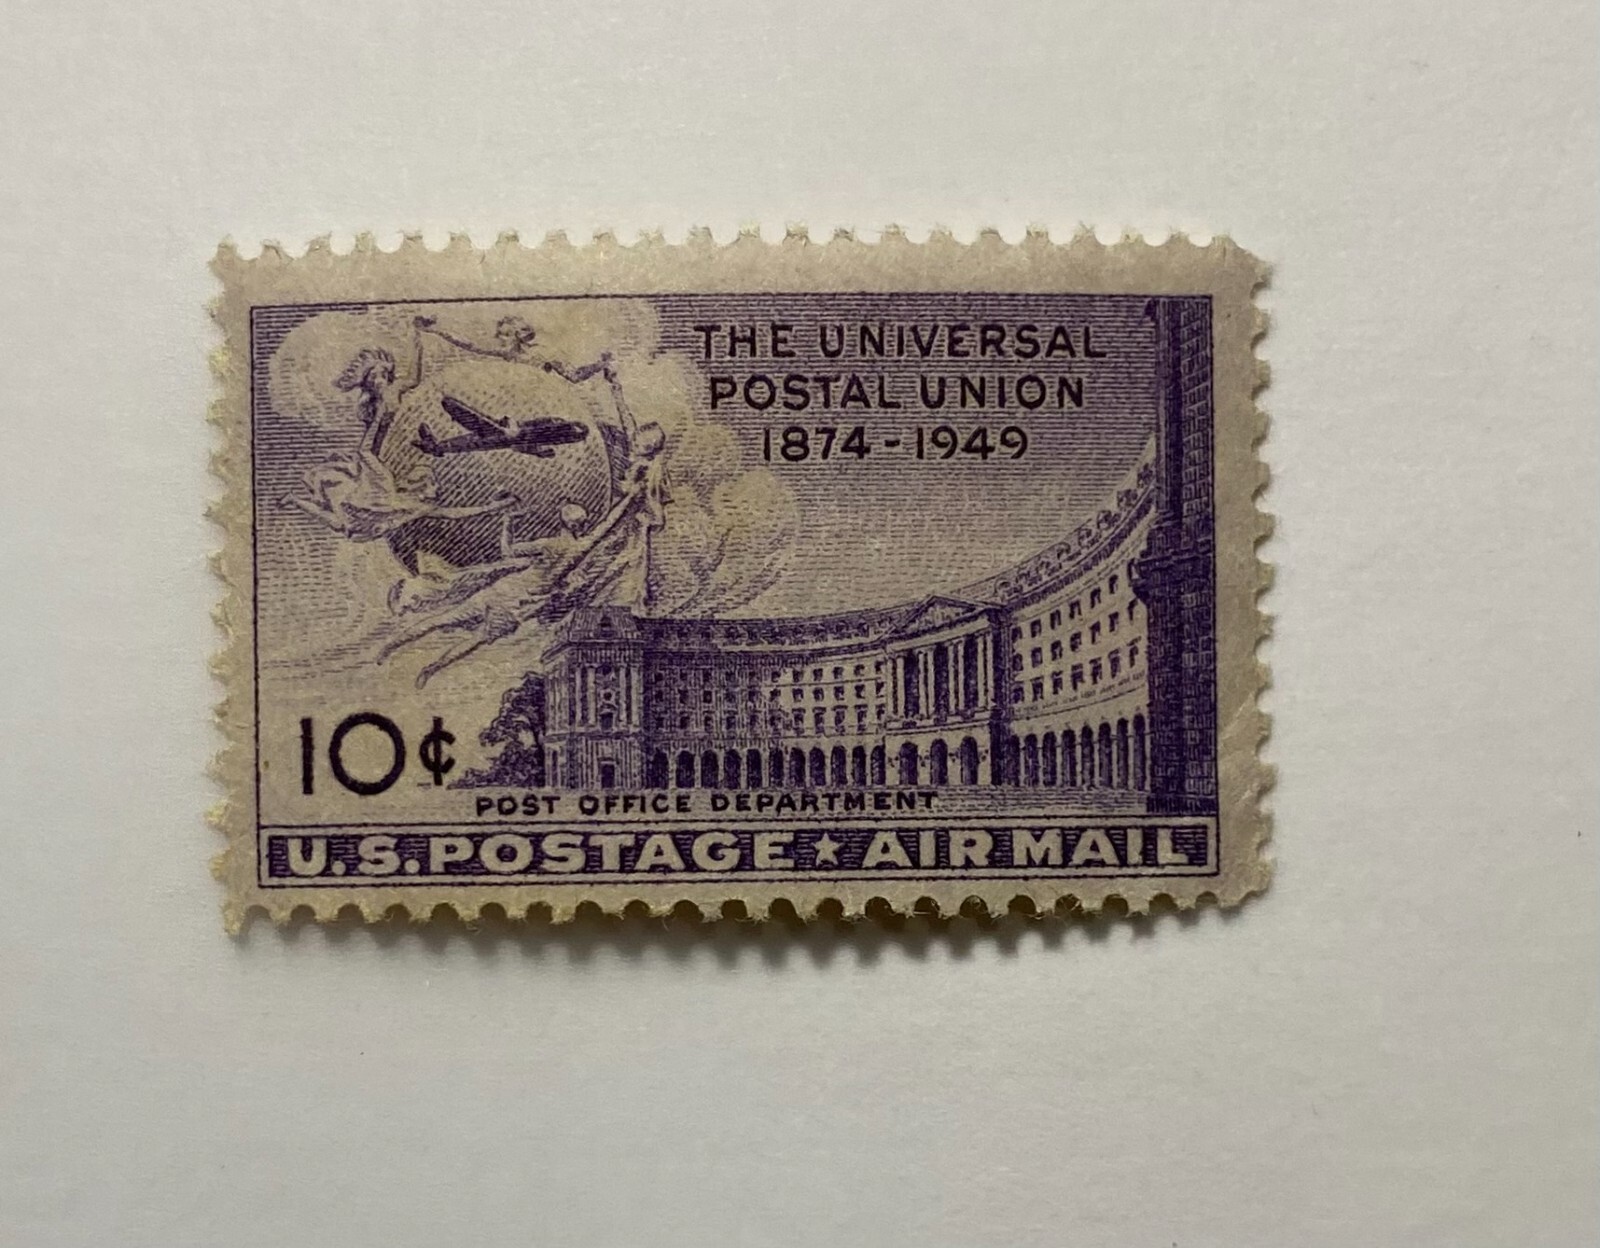 THE UNIVERSAL
POSTAL UNION
1874-1949
10¢
POST OFFICE DEPARTMENT
U.S.POSTAGE★AIR MAIL